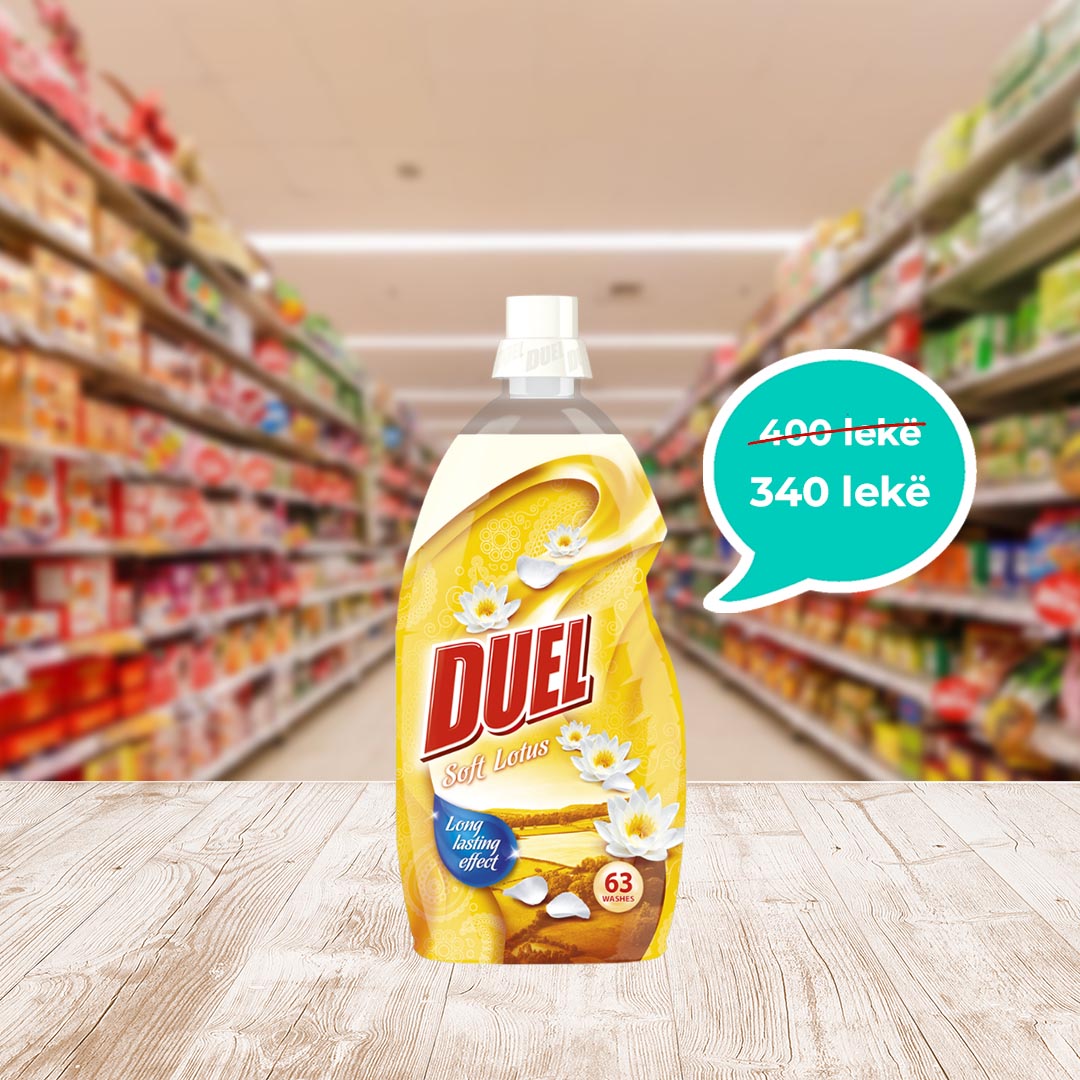 DUEL
400 lekë
340 lekë
DUEL
Soft Lotus
Long
lasting
effect
63
WASHES